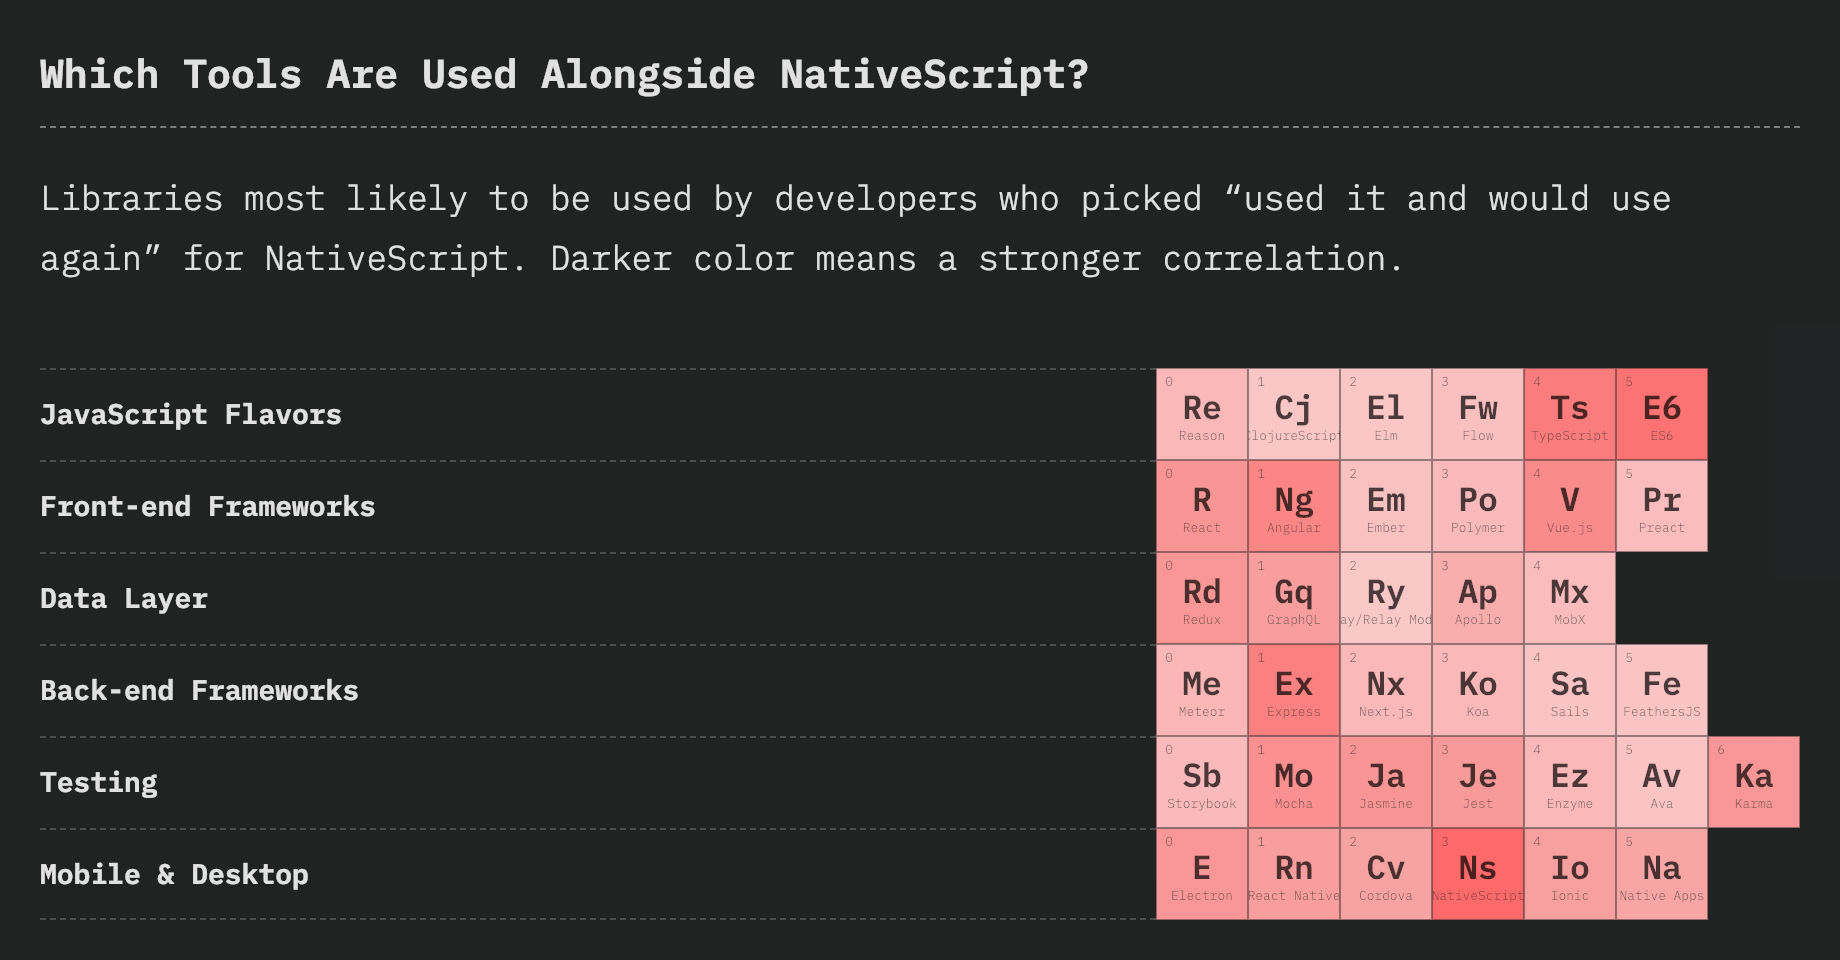 Which Tools Are Used Alongside NativeScript?
Libraries most likely to be used by developers who picked “used it and would use
again” for NativeScript. Darker color means a stronger correlation.
JavaScript Flavors
0 1 2 3 4 5
Re Cj El Fw Ts E6
Reason ClojureScript Elm Flow TypeScript ES6
Front-end Frameworks
0 1 2 3 4 5
R Ng Em Po V Pr
React Angular Ember Polymer Vue.js Preact
Data Layer
0 1 2 3 4
Rd Gq Ry Ap Mx
Redux GraphQL ay/Relay Mod Apollo MobX
Back-end Frameworks
0 1 2 3 4 5
Me Ex Nx Ko Sa Fe
Meteor Express Next.js Koa Sails FeathersJS
Testing
0 1 2 3 4 5 6
Sb Mo Ja Je Ez Av Ka
Storybook Mocha Jasmine Jest Enzyme Ava Karma
Mobile & Desktop
0 1 2 3 4 5
E Rn Cv Ns Io Na
Electron React Native Cordova NativeScript Ionic Native Apps